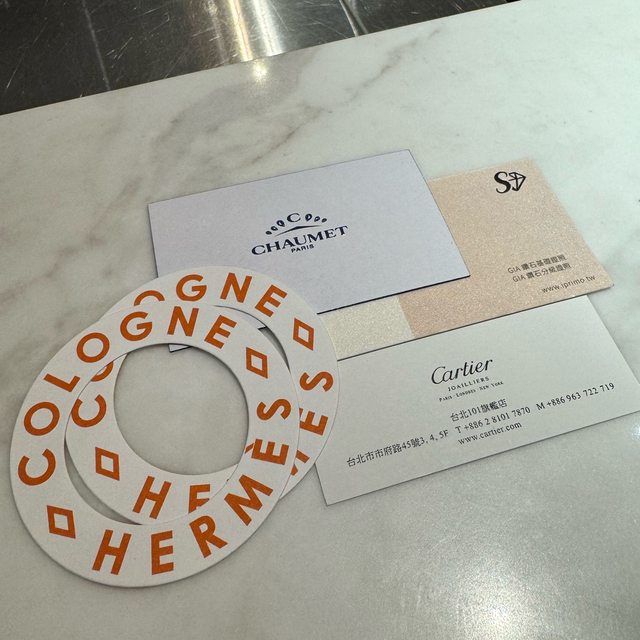 C
CHAUMET
PARIS
SD
GIA 鑽石基礎證照
GIA 鑽石分級證照
www.iprimo.tw
Cartier
JOAILLIERS
PARIS · LONDRES · NEW YORK
台北101旗艦店
台北市市府路45號3, 4, 5F T +886 2 8101 7870 M +886 963 722 719
www.cartier.com
COLOGNE
HERMÈS
COLOGNE
HERMÈS